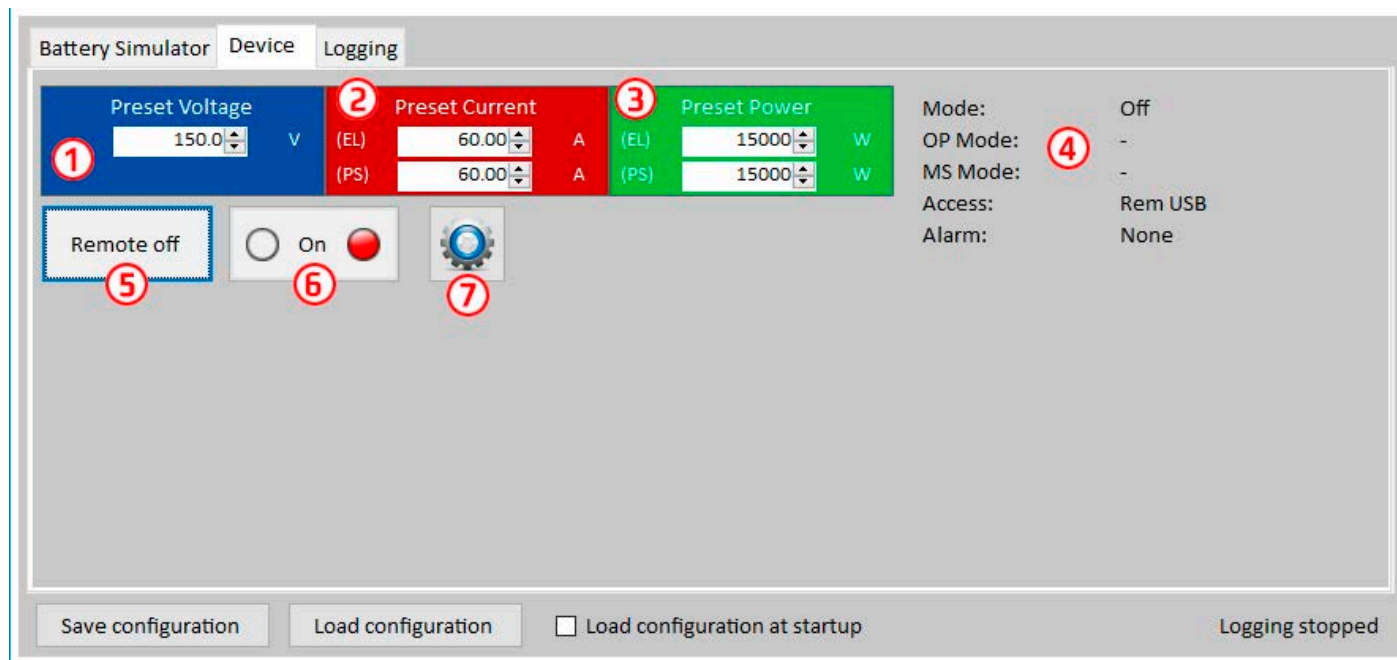 Battery Simulator Device Logging
Preset Voltage ② Preset Current ③ Preset Power Mode: Off
① 150.0 V (EL) 60.00 A (EL) 15000 W OP Mode: ④ -
(PS) 60.00 A (PS) 15000 W MS Mode: -
Access: Rem USB
Remote off On Alarm: None
⑤ ⑥ ⑦
Save configuration Load configuration Load configuration at startup Logging stopped